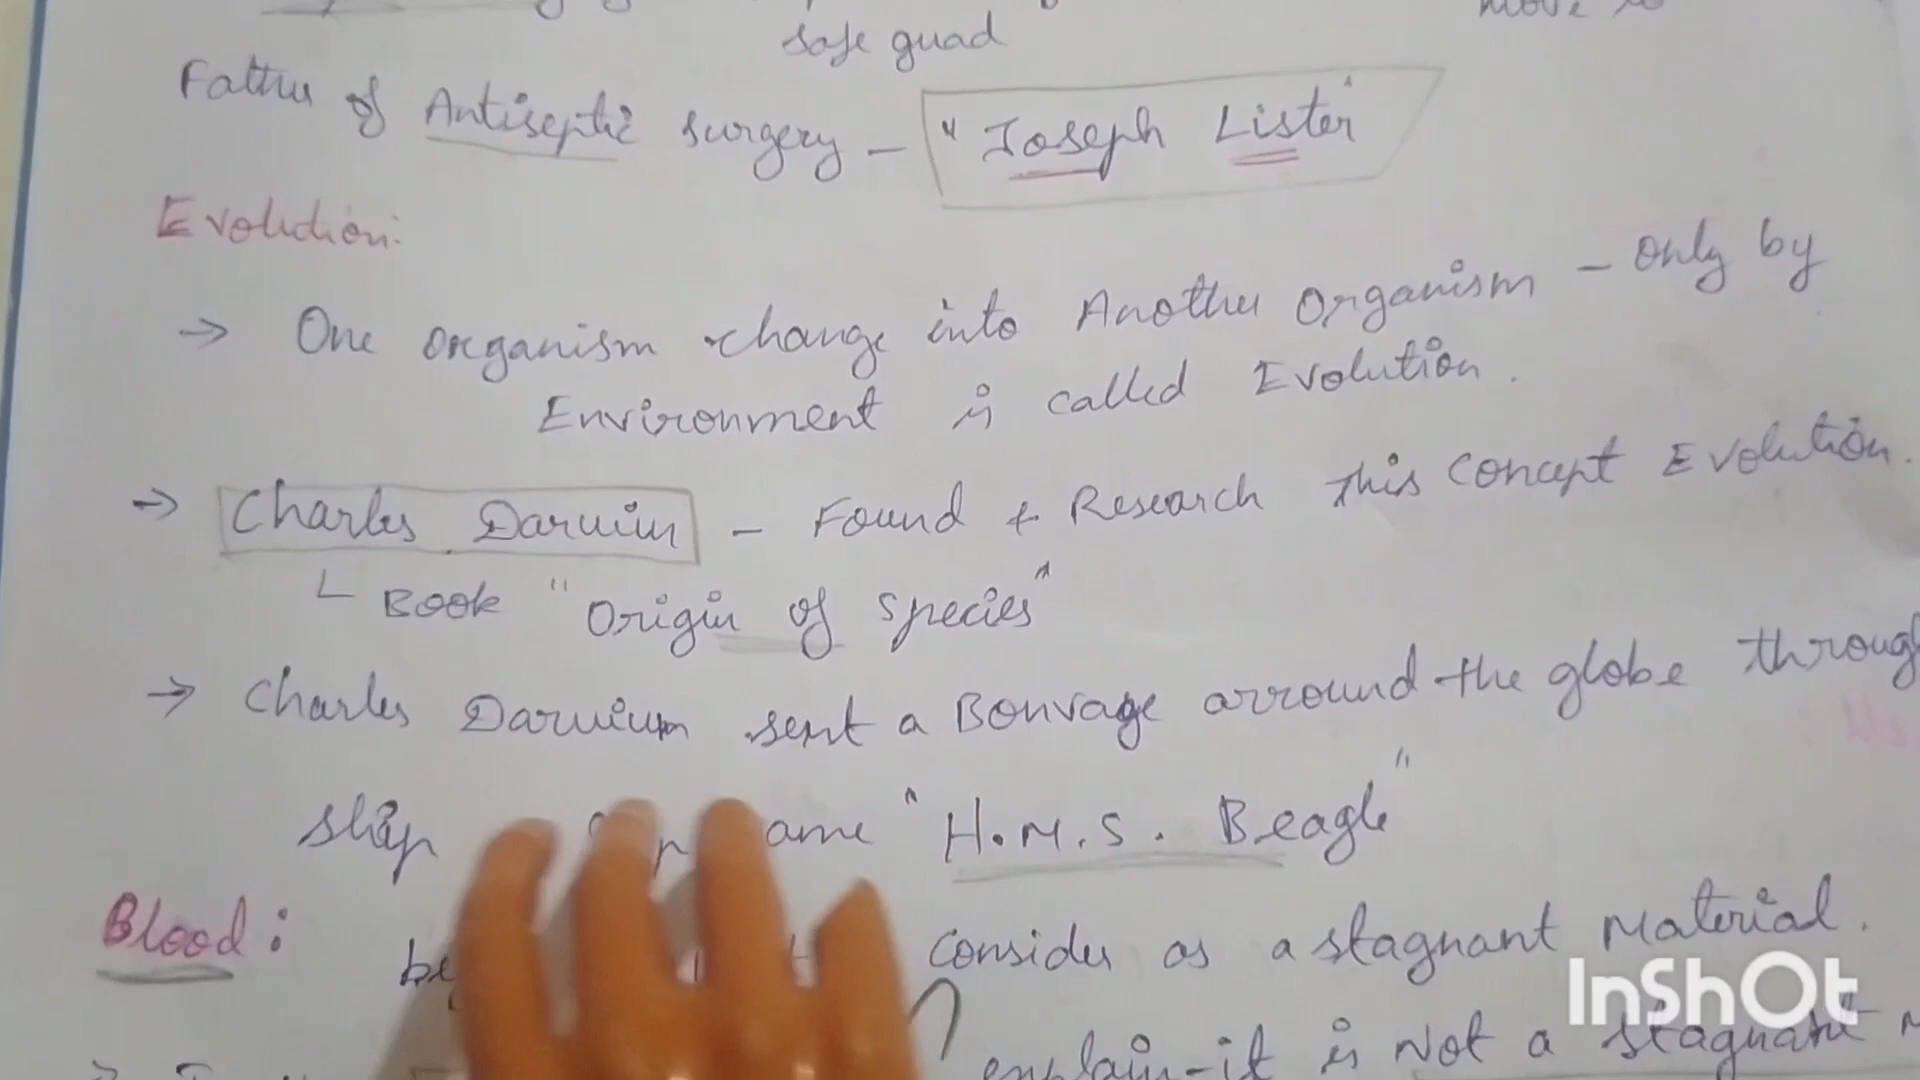 safe guad
Father of Antiseptic surgery - "Joseph Lister"
Evolution:
→ One organism change into Another organism - only by
Environment is called Evolution.
→ Charles Darwin - Found & Research This concept Evolution.
Book "Origin of species"
→ Charles Darwium sent a Bonvage arround the globe throug
ship ame "H.M.S. Beagle"
Blood: consider as a stagnant Material.
explain-it is Not a stagnant
InShOt